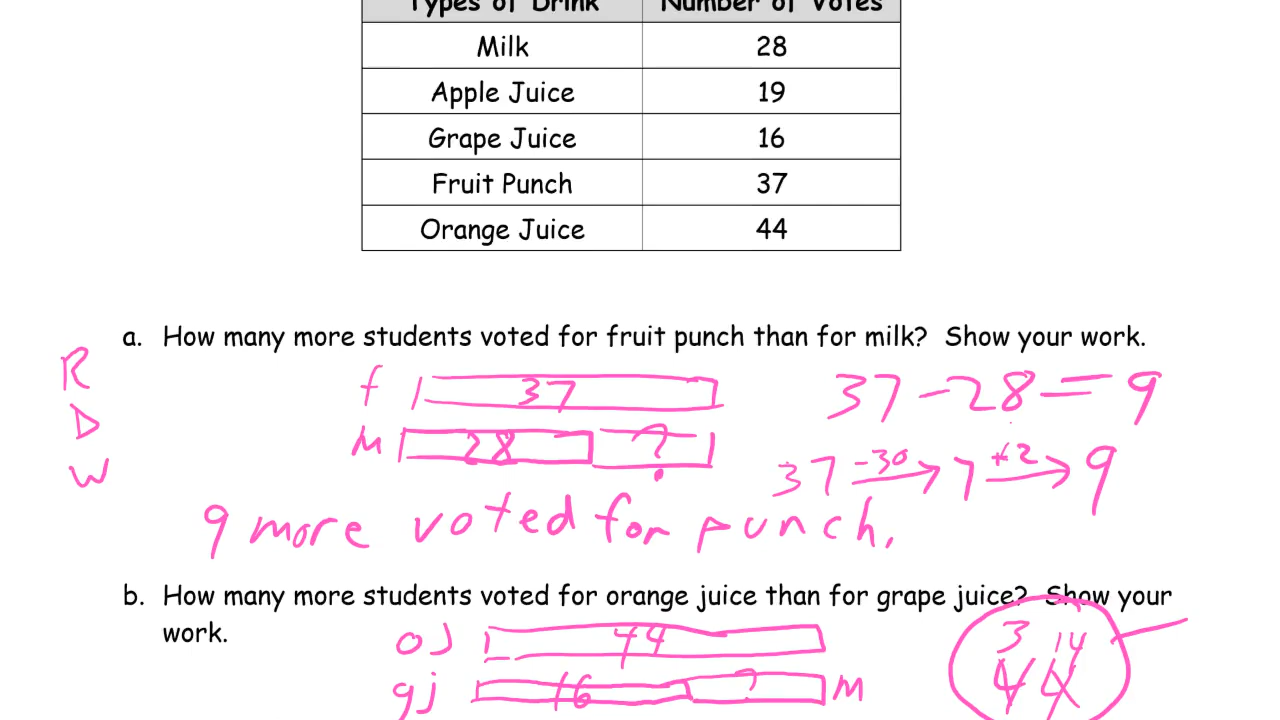 Types of Drink Number of Votes
Milk 28
Apple Juice 19
Grape Juice 16
Fruit Punch 37
Orange Juice 44
a. How many more students voted for fruit punch than for milk? Show your work.
R
D
W
f 37
m 28 ?
37 - 28 = 9
37 -30→ 7 +2→ 9
9 more voted for punch.
b. How many more students voted for orange juice than for grape juice? Show your
work.
oJ 44
gj 16 ? M
3 14
44